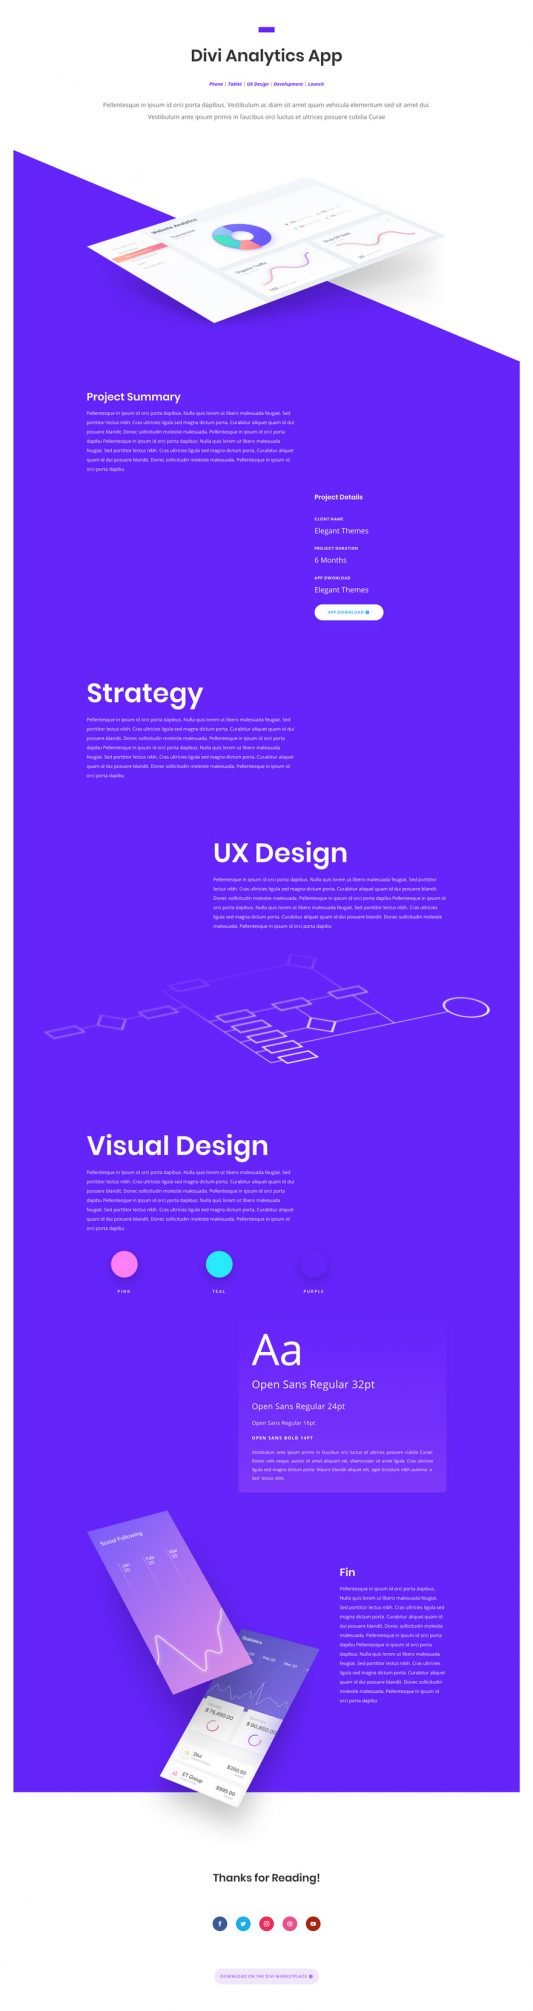 Divi Analytics App
Phone | Tablet | UX Design | Development | Launch
Pellentesque in ipsum id orci porta dapibus. Vestibulum ac diam sit amet quam vehicula elementum sed sit amet dui.
Vestibulum ante ipsum primis in faucibus orci luctus et ultrices posuere cubilia Curae
Website Analytics
Organic Traffic
Drop Off Rate
Project Summary
Pellentesque in ipsum id orci porta dapibus. Nulla quis lorem ut libero malesuada feugiat. Sed
porttitor lectus nibh. Cras ultricies ligula sed magna dictum porta. Curabitur aliquet quam id dui
posuere blandit. Donec sollicitudin molestie malesuada. Pellentesque in ipsum id orci porta
dapibu Pellentesque in ipsum id orci porta dapibus. Nulla quis lorem ut libero malesuada
feugiat. Sed porttitor lectus nibh. Cras ultricies ligula sed magna dictum porta. Curabitur aliquet
quam id dui posuere blandit. Donec sollicitudin molestie malesuada. Pellentesque in ipsum id
orci porta dapibu
Project Details
CLIENT NAME
Elegant Themes
PROJECT DURATION
6 Months
APP DWONLOAD
Elegant Themes
APP DOWNLOAD
Strategy
Pellentesque in ipsum id orci porta dapibus. Nulla quis lorem ut libero malesuada feugiat. Sed
porttitor lectus nibh. Cras ultricies ligula sed magna dictum porta. Curabitur aliquet quam id dui
posuere blandit. Donec sollicitudin molestie malesuada. Pellentesque in ipsum id orci porta
dapibu Pellentesque in ipsum id orci porta dapibus. Nulla quis lorem ut libero malesuada
feugiat. Sed porttitor lectus nibh. Cras ultricies ligula sed magna dictum porta. Curabitur aliquet
quam id dui posuere blandit. Donec sollicitudin molestie malesuada. Pellentesque in ipsum id
orci porta dapibu
UX Design
Pellentesque in ipsum id orci porta dapibus. Nulla quis lorem ut libero malesuada feugiat. Sed porttitor
lectus nibh. Cras ultricies ligula sed magna dictum porta. Curabitur aliquet quam id dui posuere blandit.
Donec sollicitudin molestie malesuada. Pellentesque in ipsum id orci porta dapibu Pellentesque in ipsum
id orci porta dapibus. Nulla quis lorem ut libero malesuada feugiat. Sed porttitor lectus nibh. Cras ultricies
ligula sed magna dictum porta. Curabitur aliquet quam id dui posuere blandit. Donec sollicitudin molestie
malesuada. Pellentesque in ipsum id orci porta dapibu
Visual Design
Pellentesque in ipsum id orci porta dapibus. Nulla quis lorem ut libero malesuada feugiat. Sed
porttitor lectus nibh. Cras ultricies ligula sed magna dictum porta. Curabitur aliquet quam id dui
posuere blandit. Donec sollicitudin molestie malesuada. Pellentesque in ipsum id orci porta
dapibu Pellentesque in ipsum id orci porta dapibus. Nulla quis lorem ut libero malesuada
feugiat. Sed porttitor lectus nibh. Cras ultricies ligula sed magna dictum porta. Curabitur aliquet
quam id dui posuere blandit. Donec sollicitudin molestie malesuada. Pellentesque in ipsum id
orci porta dapibu
PINK TEAL PURPLE
Aa
Open Sans Regular 32pt
Open Sans Regular 24pt
Open Sans Regular 16pt
OPEN SANS BOLD 14PT
Vestibulum ante ipsum primis in faucibus orci luctus et ultrices posuere cubilia Curae;
Donec velit neque, auctor sit amet aliquam vel, ullamcorper sit amet ligula. Cras ultricies
ligula sed magna dictum porta. Mauris blandit aliquet elit, eget tincidunt nibh pulvinar a.
Sed lectus nibh.
Social Following
Jan 20
Feb 20
Mar 20
Statistics
Feb 20
Mar 20
$75,450.00
$90,650.00
Divi
$350.50
FT Group
$995.00
Fin
Pellentesque in ipsum id orci porta dapibus.
Nulla quis lorem ut libero malesuada feugiat.
Sed porttitor lectus nibh. Cras ultricies ligula sed
magna dictum porta. Curabitur aliquet quam id
dui posuere blandit. Donec sollicitudin molestie
malesuada. Pellentesque in ipsum id orci porta
dapibu Pellentesque in ipsum id orci porta
dapibus. Nulla quis lorem ut libero malesuada
feugiat. Sed porttitor lectus nibh. Cras ultricies
ligula sed magna dictum porta. Curabitur aliquet
quam id dui posuere blandit. Donec sollicitudin
molestie malesuada. Pellentesque in ipsum id
orci porta dapibu
Thanks for Reading!
DOWNLOAD ON THE DIVI MARKETPLACE